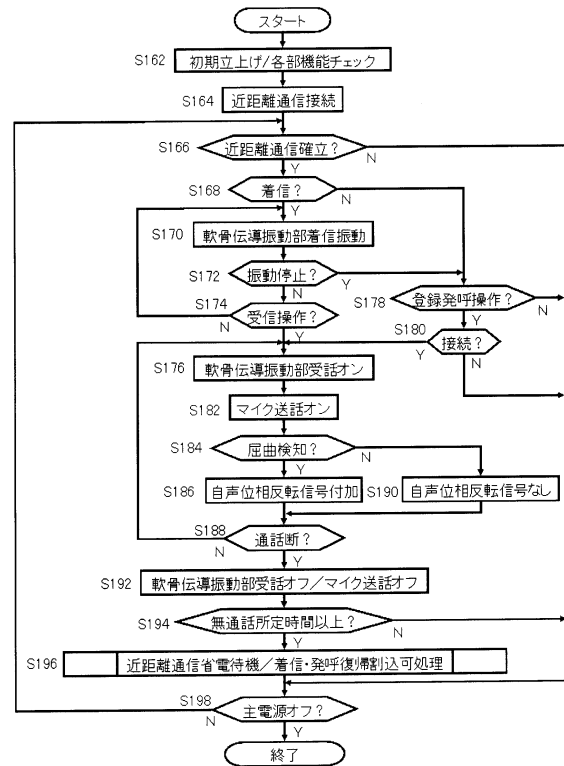 スタート
S162 初期立上げ/各部機能チェック
S164 近距離通信接続
S166 近距離通信確立? N
Y
S168 着信? N
Y
S170 軟骨伝導振動部着信振動
S172 振動停止? Y
N
S174 受信操作? N
Y
S178 登録発呼操作? N
Y
S180 接続? Y
N
S176 軟骨伝導振動部受話オン
S182 マイク送話オン
S184 屈曲検知? N
Y
S186 自声位相反転信号付加
S190 自声位相反転信号なし
S188 通話断? N
Y
S192 軟骨伝導振動部受話オフ/マイク送話オフ
S194 無通話所定時間以上? N
Y
S196 近距離通信省電待機/着信・発呼復帰割込可処理
S198 主電源オフ? N
Y
終了